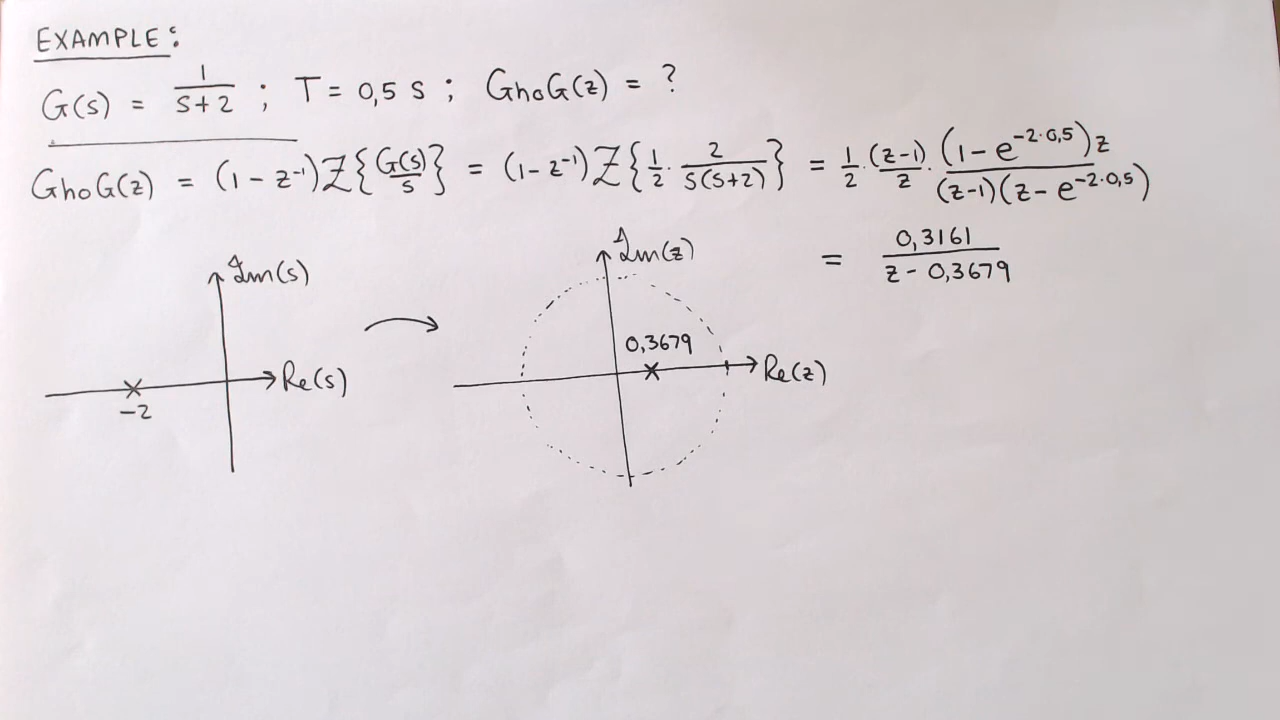 EXAMPLE:
G(s) = 1/(s+2) ; T = 0,5 s ; GhoG(z) = ?
GhoG(z) = (1 - z⁻¹)Z{G(s)/s} = (1 - z⁻¹)Z{1/2 · 2/(s(s+2))} = 1/2 · (z-1)/z · (1 - e^(-2·0,5))z/((z-1)(z - e^(-2·0,5)))
= 0,3161/(z - 0,3679)
Im(s)
Re(s)
-2
Im(z)
0,3679
Re(z)